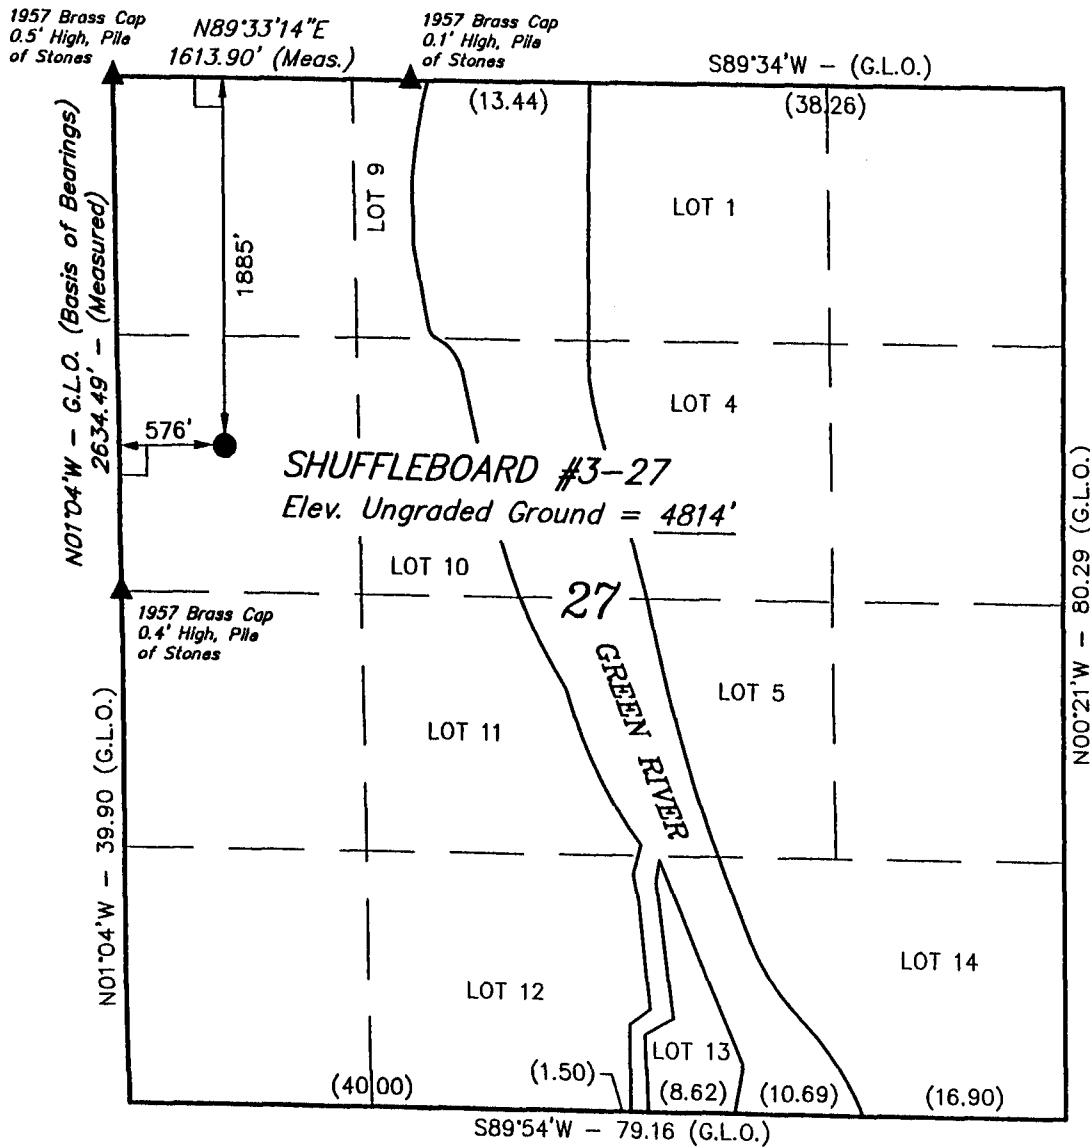 1957 Brass Cap
0.5' High, Pile
of Stones
N89°33'14"E
1613.90' (Meas.)
1957 Brass Cap
0.1' High, Pile
of Stones
S89°34'W - (G.L.O.)
(13.44)
(38.26)
LOT 9
LOT 1
N01°04'W - G.L.O. (Basis of Bearings)
2634.49' - (Measured)
1885'
LOT 4
576'
SHUFFLEBOARD #3-27
Elev. Ungraded Ground = 4814'
LOT 10
27
1957 Brass Cap
0.4' High, Pile
of Stones
GREEN RIVER
LOT 5
N00°21'W - 80.29 (G.L.O.)
LOT 11
N01°04'W - 39.90 (G.L.O.)
LOT 14
LOT 12
LOT 13
(40.00)
(1.50)
(8.62)
(10.69)
(16.90)
S89°54'W - 79.16 (G.L.O.)